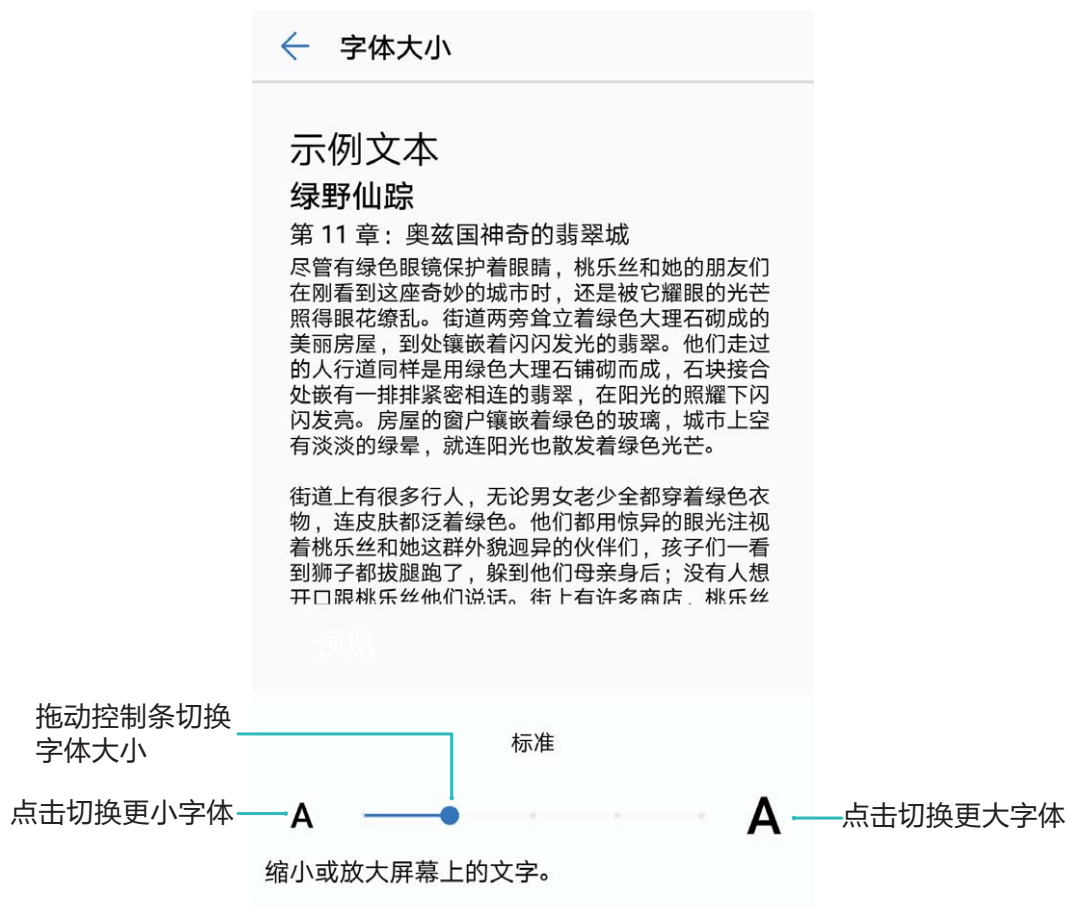 字体大小
示例文本
绿野仙踪
第 11 章：奥兹国神奇的翡翠城
尽管有绿色眼镜保护着眼睛，桃乐丝和她的朋友们
在刚看到这座奇妙的城市时，还是被它耀眼的光芒
照得眼花缭乱。街道两旁耸立着绿色大理石砌成的
美丽房屋，到处镶嵌着闪闪发光的翡翠。他们走过
的人行道同样是用绿色大理石铺砌而成，石块接合
处嵌有一排排紧密相连的翡翠，在阳光的照耀下闪
闪发亮。房屋的窗户镶嵌着绿色的玻璃，城市上空
有淡淡的绿晕，就连阳光也散发着绿色光芒。
街道上有很多行人，无论男女老少全都穿着绿色衣
物，连皮肤都泛着绿色。他们都用惊异的眼光注视
着桃乐丝和她这群外貌迥异的伙伴们，孩子们一看
到狮子都拔腿跑了，躲到他们母亲身后；没有人想
开口跟桃乐丝他们说话。街上有许多商店，桃乐丝
预览
拖动控制条切换
字体大小
标准
点击切换更小字体
A
A
点击切换更大字体
缩小或放大屏幕上的文字。